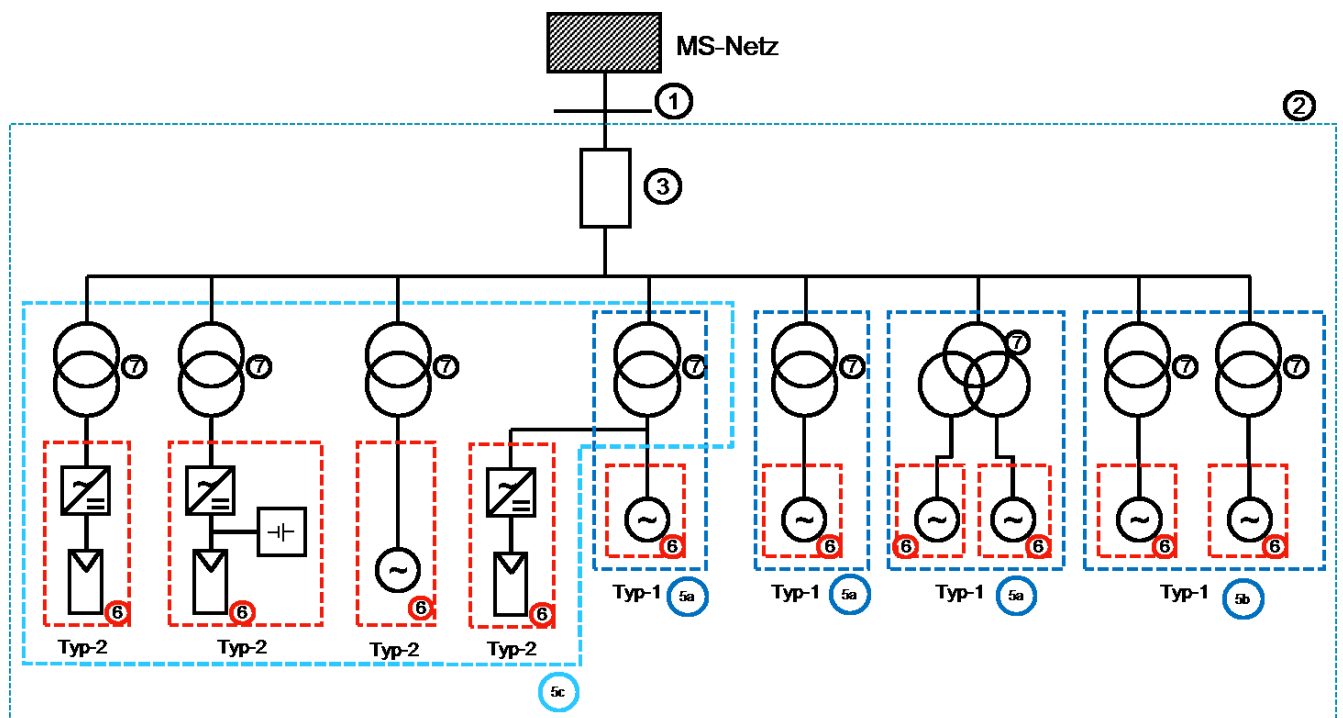 MS-Netz
1
2
3
7 7 7 7 7 7 7 7
~ = ~ = ~ =
~ ~ ~ ~ ~ ~ ~
6 6 6 6 6 6 6
6 6 6 6
Typ-1 5a Typ-1 5a Typ-1 5a Typ-1 5b
Typ-2 Typ-2 Typ-2 Typ-2
5c